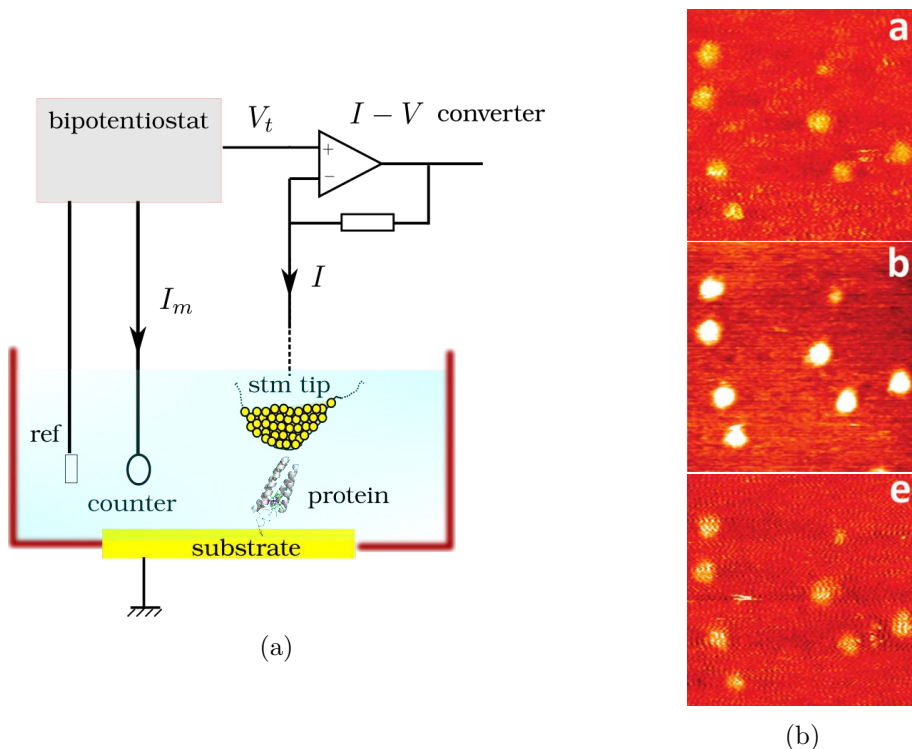 bipotentiostat
V_t
I − V converter
+
−
I
I_m
stm tip
ref
counter
protein
substrate
(a)
a
b
e
(b)